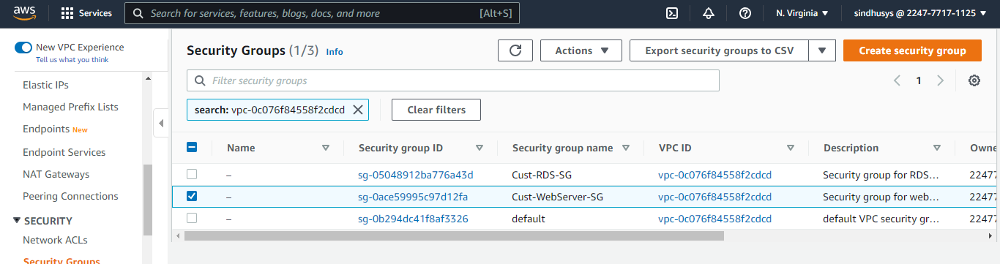 aws Services Search for services, features, blogs, docs, and more [Alt+S] N. Virginia ▼ sindhusys @ 2247-7717-1125 ▼
New VPC Experience
Tell us what you think
Elastic IPs
Managed Prefix Lists
Endpoints New
Endpoint Services
NAT Gateways
Peering Connections
▼ SECURITY
Network ACLs
Security Groups
Security Groups (1/3) Info Actions ▼ Export security groups to CSV ▼ Create security group
Filter security groups 1
search: vpc-0c076f84558f2cdcd Clear filters
Name Security group ID Security group name VPC ID Description Owne
– sg-05048912ba776a43d Cust-RDS-SG vpc-0c076f84558f2cdcd Security group for RDS... 22477
– sg-0ace59995c97d12fa Cust-WebServer-SG vpc-0c076f84558f2cdcd Security group for web... 22477
– sg-0b294dc41f8af3326 default vpc-0c076f84558f2cdcd default VPC security gr... 22477